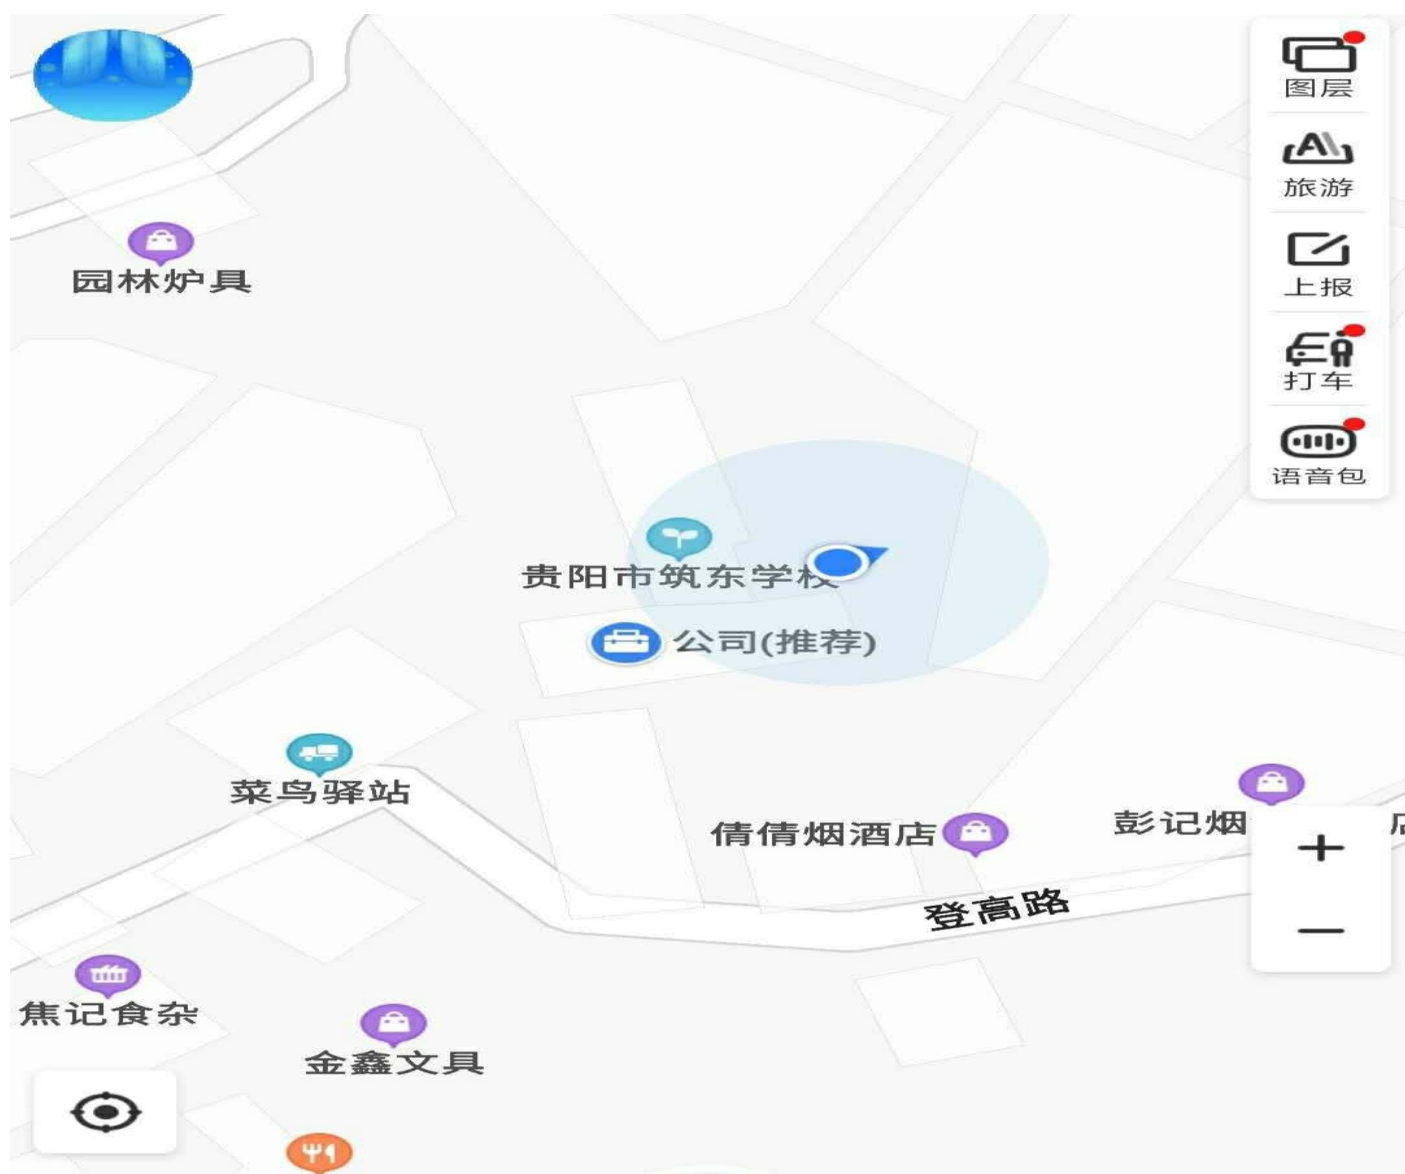 图层
旅游
上报
园林炉具
打车
语音包
贵阳市筑东学校
公司(推荐)
菜鸟驿站
倩倩烟酒店
彭记烟
店
登高路
焦记食杂
金鑫文具